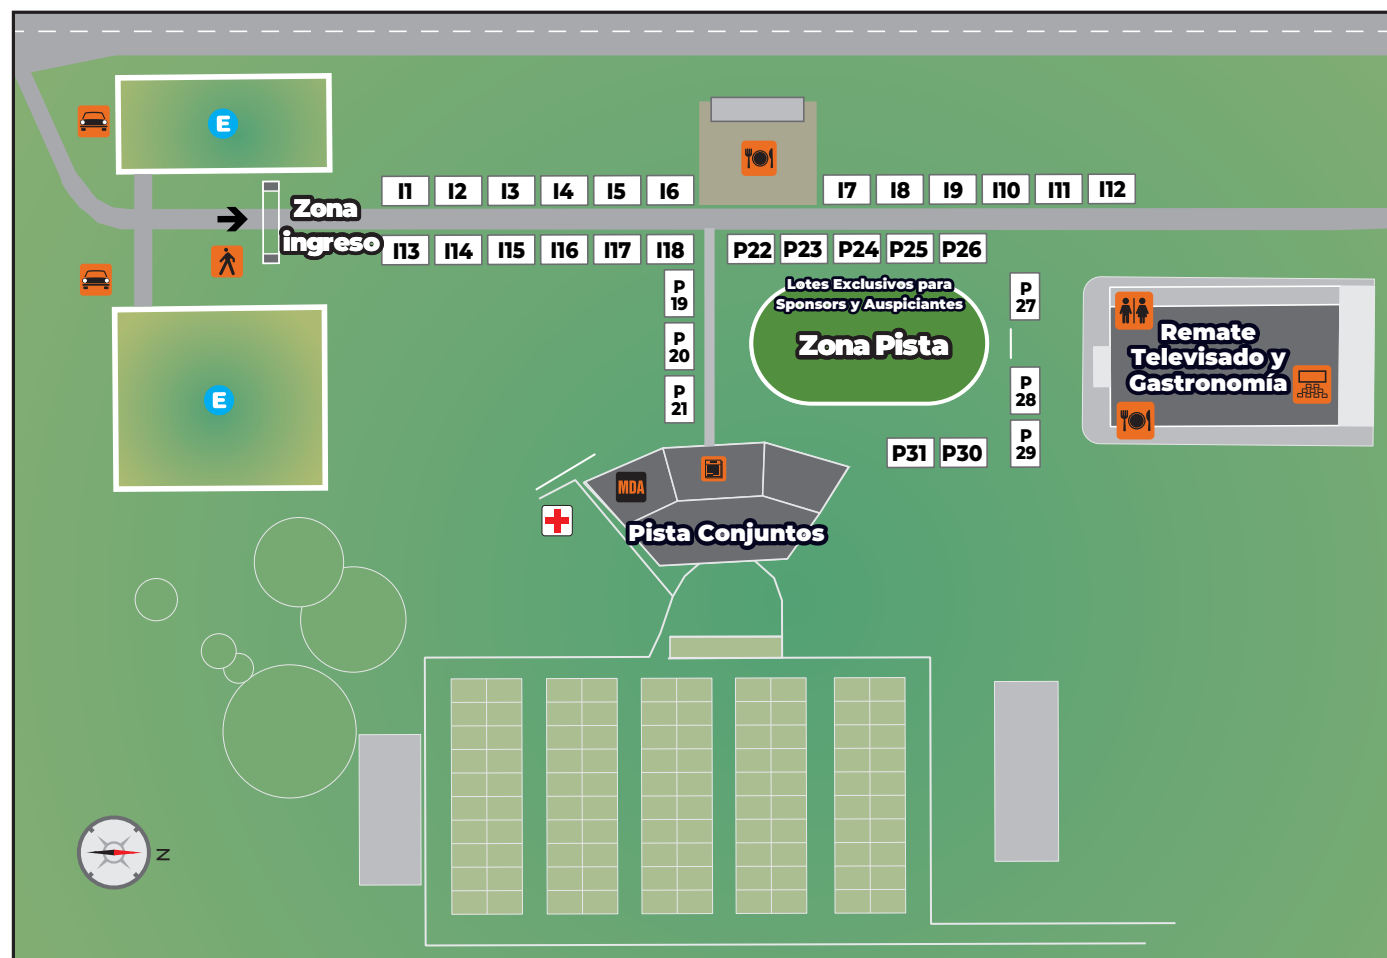 E
I1 I2 I3 I4 I5 I6 I7 I8 I9 I10 I11 I12
Zona
ingreso
I13 I14 I15 I16 I17 I18 P22 P23 P24 P25 P26
P
19
P
20
P
21
Lotes Exclusivos para
Sponsors y Auspiciantes
Zona Pista
P
27
P
28
P
29
P31 P30
Remate
Televisado y
Gastronomía
E
MDA
Pista Conjuntos
N